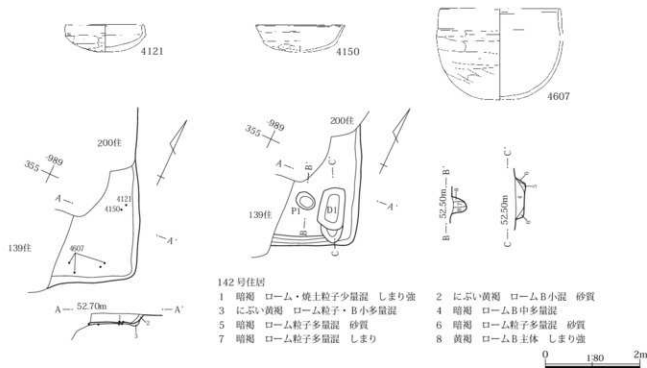 4121
4150
4607
200住
-989
355
A
4121
4150
139住
A'
4607
A 52.70m A'
1
2
3
200住
-989
355
B'
C'
A
P1
D1
139住
B
A'
C
B 52.50m B'
C 52.50m C'
142号住居
1 暗褐 ローム・焼土粒子少量混 しまり強
2 にぶい黄褐 ロームB小混 砂質
3 にぶい黄褐 ローム粒子・B小多量混
4 暗褐 ロームB中多量混
5 暗褐 ローム粒子多量混 砂質
6 暗褐 ローム粒子多量混 砂質
7 暗褐 ローム粒子多量混 しまり
8 黄褐 ロームB主体 しまり強
0 1:80 2m